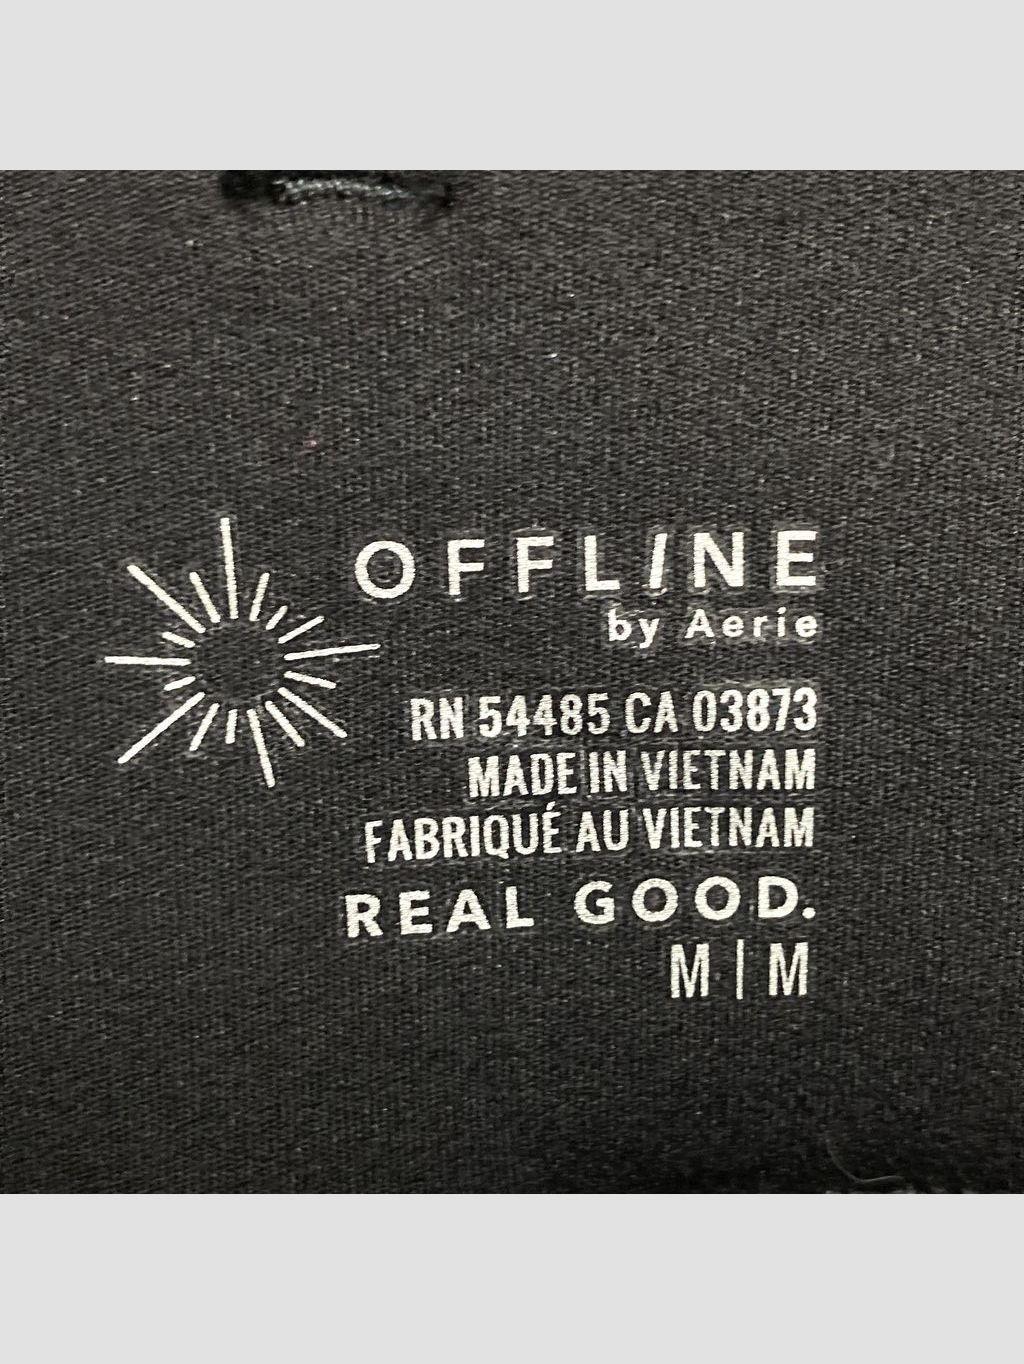 OFFLINE
by Aerie
RN 54485 CA 03873
MADE IN VIETNAM
FABRIQUÉ AU VIETNAM
REAL GOOD.
M | M